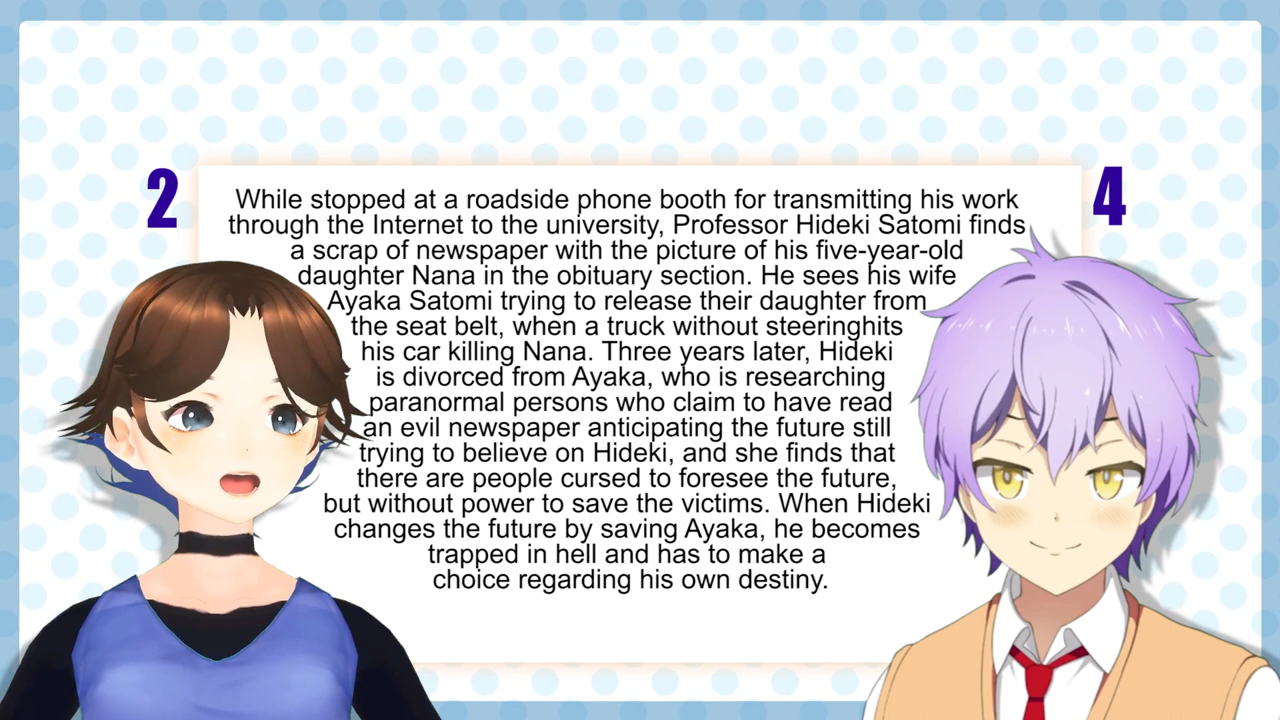 2
4
While stopped at a roadside phone booth for transmitting his work
through the Internet to the university, Professor Hideki Satomi finds
a scrap of newspaper with the picture of his five-year-old
daughter Nana in the obituary section. He sees his wife
Ayaka Satomi trying to release their daughter from
the seat belt, when a truck without steeringhits
his car killing Nana. Three years later, Hideki
is divorced from Ayaka, who is researching
paranormal persons who claim to have read
an evil newspaper anticipating the future still
trying to believe on Hideki, and she finds that
there are people cursed to foresee the future,
but without power to save the victims. When Hideki
changes the future by saving Ayaka, he becomes
trapped in hell and has to make a
choice regarding his own destiny.